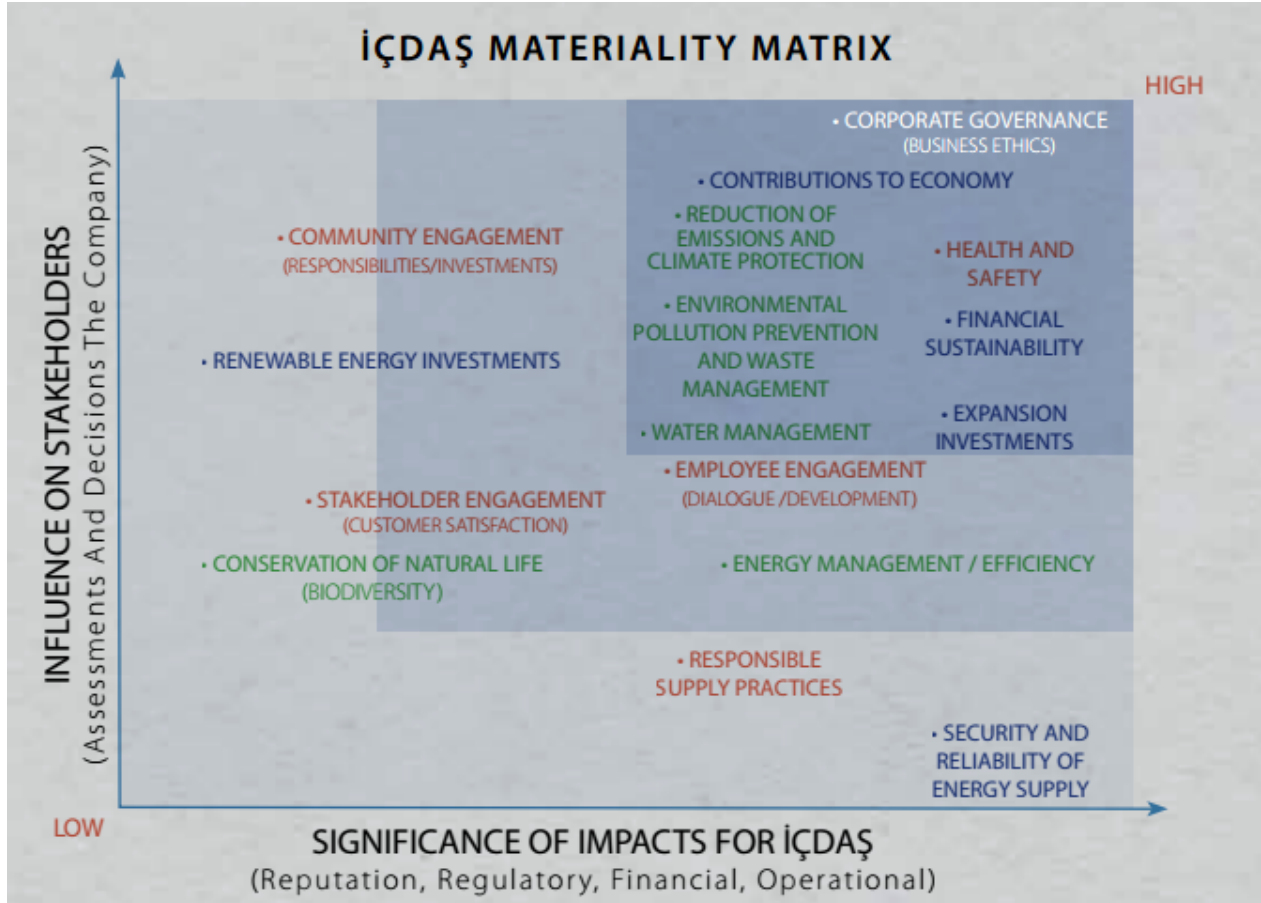 İÇDAŞ MATERIALITY MATRIX
HIGH
• CORPORATE GOVERNANCE
(BUSINESS ETHICS)
• CONTRIBUTIONS TO ECONOMY
• REDUCTION OF
EMISSIONS AND
CLIMATE PROTECTION
• COMMUNITY ENGAGEMENT
(RESPONSIBILITIES/INVESTMENTS)
• HEALTH AND
SAFETY
• ENVIRONMENTAL
POLLUTION PREVENTION
AND WASTE
MANAGEMENT
• FINANCIAL
SUSTAINABILITY
• RENEWABLE ENERGY INVESTMENTS
• WATER MANAGEMENT
• EXPANSION
INVESTMENTS
• EMPLOYEE ENGAGEMENT
(DIALOGUE /DEVELOPMENT)
• STAKEHOLDER ENGAGEMENT
(CUSTOMER SATISFACTION)
• CONSERVATION OF NATURAL LIFE
(BIODIVERSITY)
• ENERGY MANAGEMENT / EFFICIENCY
• RESPONSIBLE
SUPPLY PRACTICES
• SECURITY AND
RELIABILITY OF
ENERGY SUPPLY
INFLUENCE ON STAKEHOLDERS
(Assessments And Decisions The Company)
LOW
SIGNIFICANCE OF IMPACTS FOR İÇDAŞ
(Reputation, Regulatory, Financial, Operational)